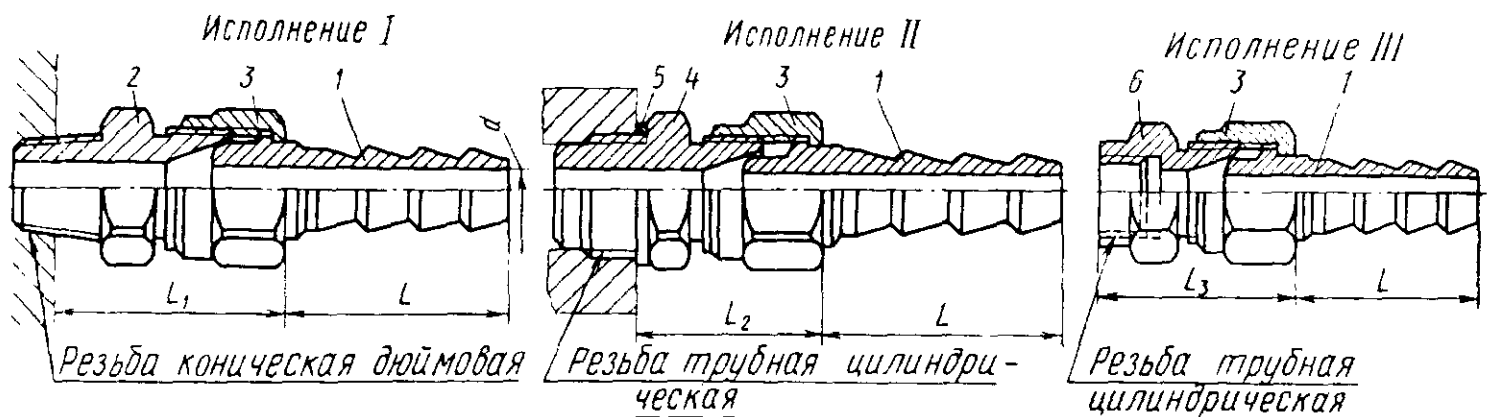 Исполнение I
2 3 1
d
L₁
L
Резьба коническая дюймовая
Исполнение II
5 4 3 1
L₂
L
Резьба трубная цилиндри-
ческая
Исполнение III
6 3 1
L₃
L
Резьба трубная
цилиндрическая